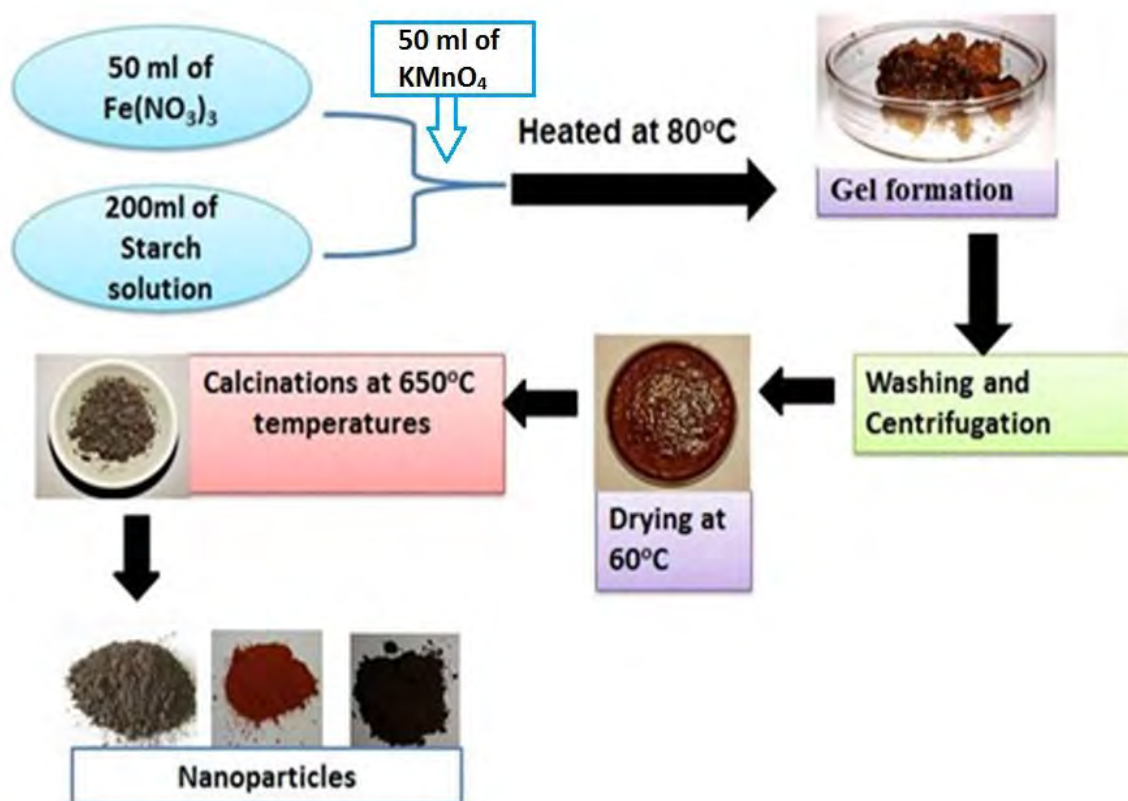 50 ml of
Fe(NO₃)₃
50 ml of
KMnO₄
200ml of
Starch
solution
Heated at 80°C
Gel formation
Washing and
Centrifugation
Drying at
60°C
Calcinations at 650°C
temperatures
Nanoparticles